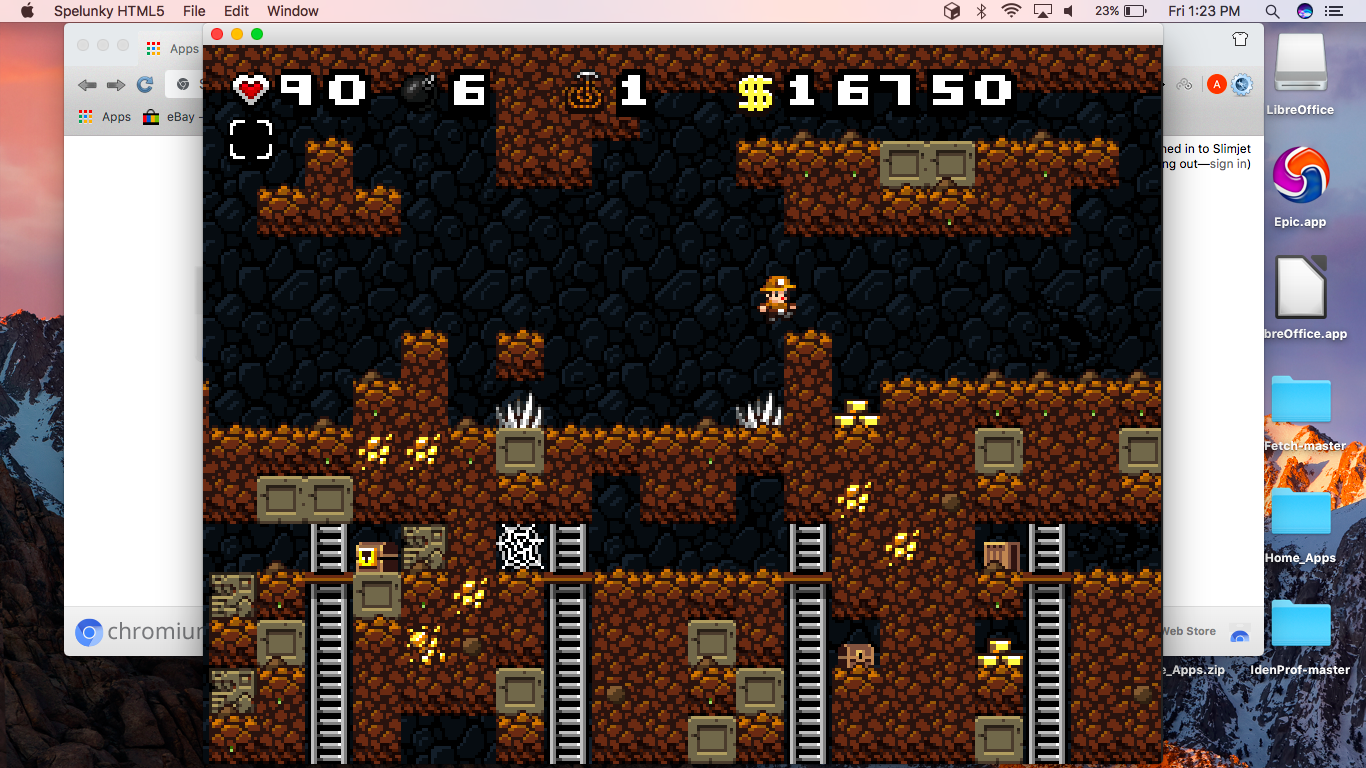 Spelunky HTML5 File Edit Window 23% Fri 1:23 PM
Apps
A
Apps eBay -
90 6 1 $16750
LibreOffice
ned in to Slimjet
ng out—sign in)
Epic.app
breOffice.app
Fetch-master
Home_Apps
chromiur
Web Store
e_Apps.zip IdenProf-master